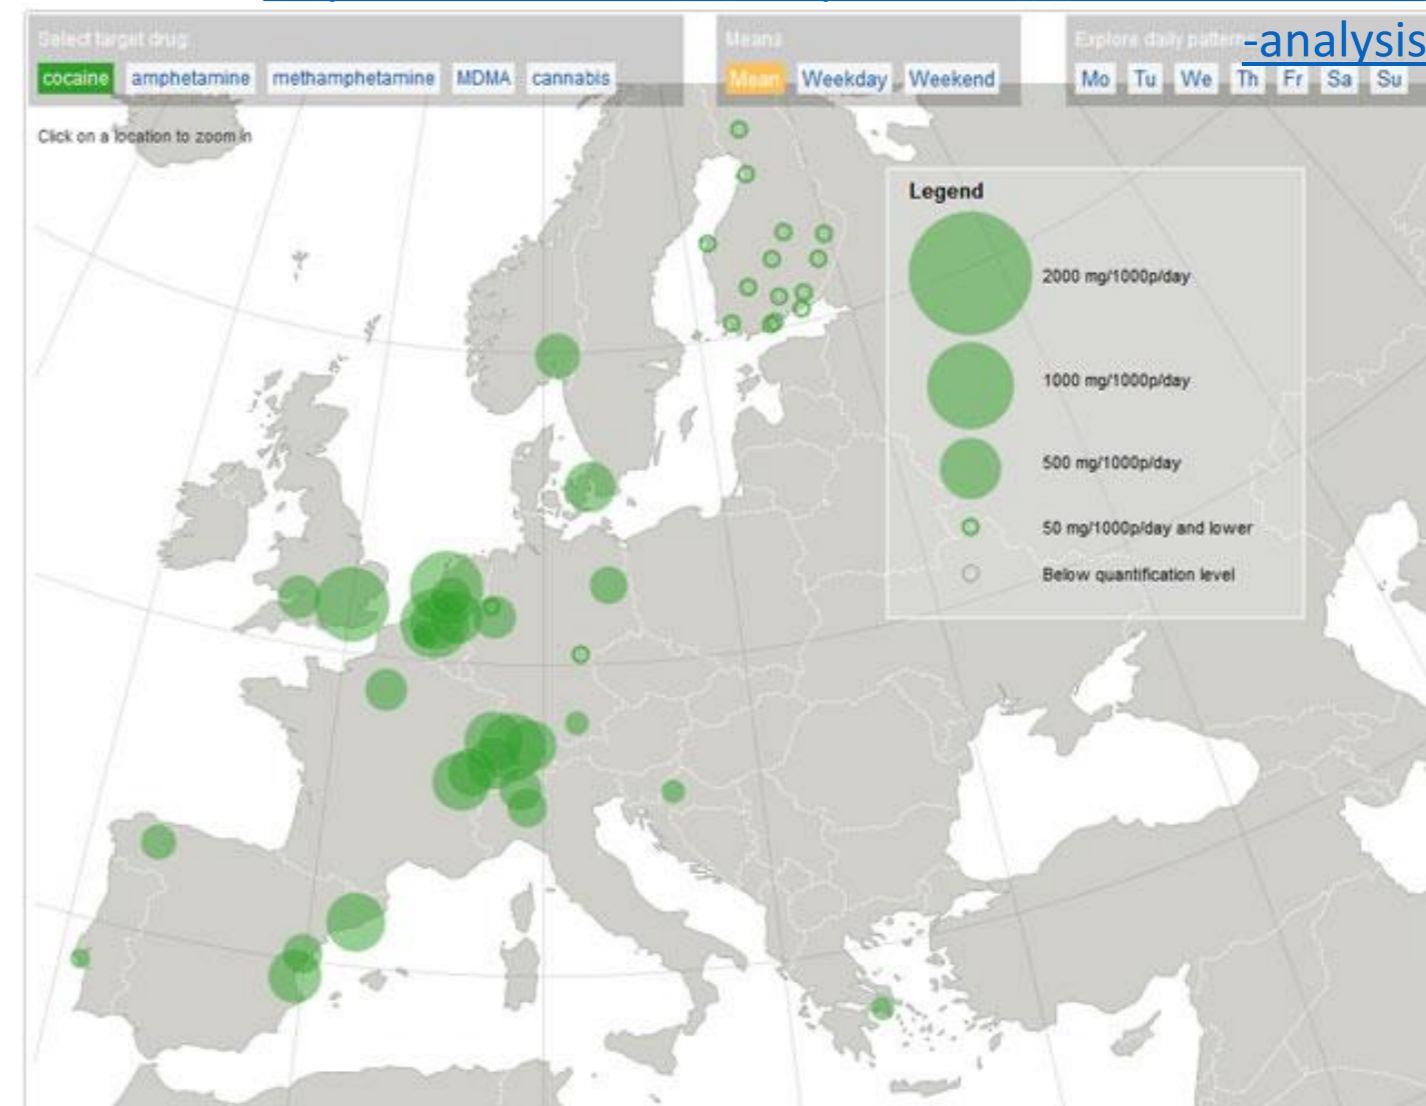 -analysis
Select target drug:
cocaine amphetamine methamphetamine MDMA cannabis
Means
Mean Weekday Weekend
Explore daily patterns
Mo Tu We Th Fr Sa Su
Click on a location to zoom in
Legend
2000 mg/1000p/day
1000 mg/1000p/day
500 mg/1000p/day
50 mg/1000p/day and lower
Below quantification level